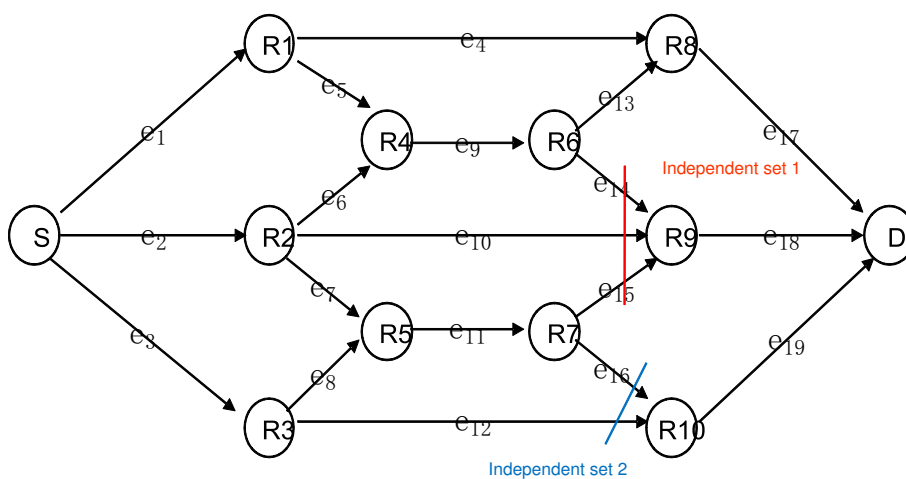 R1
e4
R8
e5
e13
e1
R4
e9
R6
e17
e14
Independent set 1
e6
S
e2
R2
e10
R9
e18
D
e7
e15
e3
R5
e11
R7
e19
e8
e16
R3
e12
R10
Independent set 2